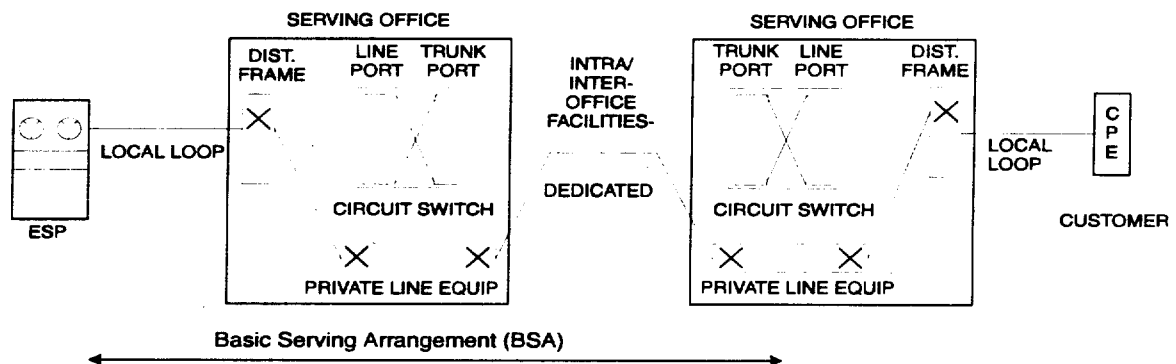 SERVING OFFICE
SERVING OFFICE
DIST.
FRAME
LINE
PORT
TRUNK
PORT
INTRA/
INTER-
OFFICE
FACILITIES-
TRUNK
PORT
LINE
PORT
DIST.
FRAME
CPE
LOCAL LOOP
LOCAL
LOOP
DEDICATED
CIRCUIT SWITCH
CIRCUIT SWITCH
ESP
CUSTOMER
PRIVATE LINE EQUIP
PRIVATE LINE EQUIP
Basic Serving Arrangement (BSA)